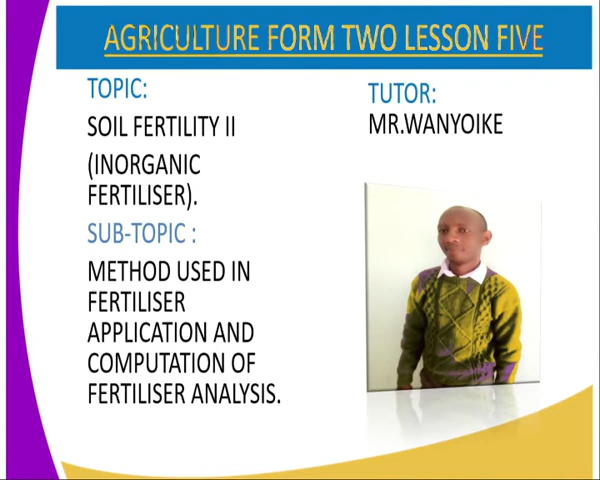 AGRICULTURE FORM TWO LESSON FIVE
TOPIC:
SOIL FERTILITY II
(INORGANIC
FERTILISER).
SUB-TOPIC :
METHOD USED IN
FERTILISER
APPLICATION AND
COMPUTATION OF
FERTILISER ANALYSIS.
TUTOR:
MR.WANYOIKE